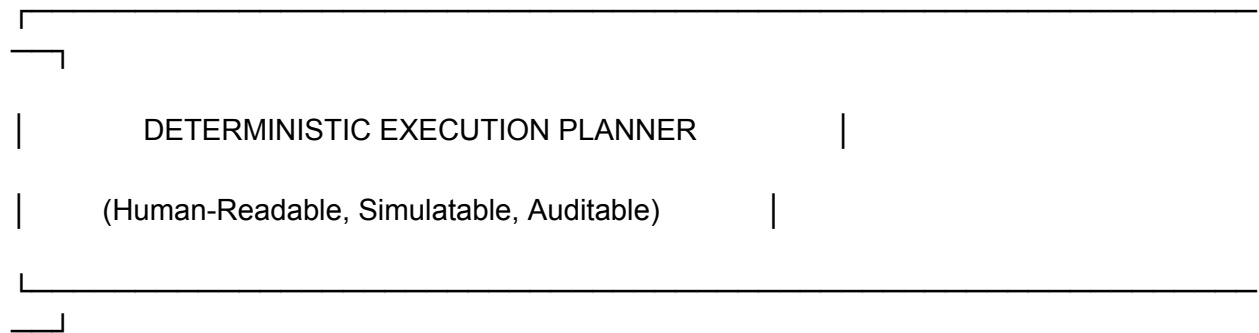 DETERMINISTIC EXECUTION PLANNER
(Human-Readable, Simulatable, Auditable)